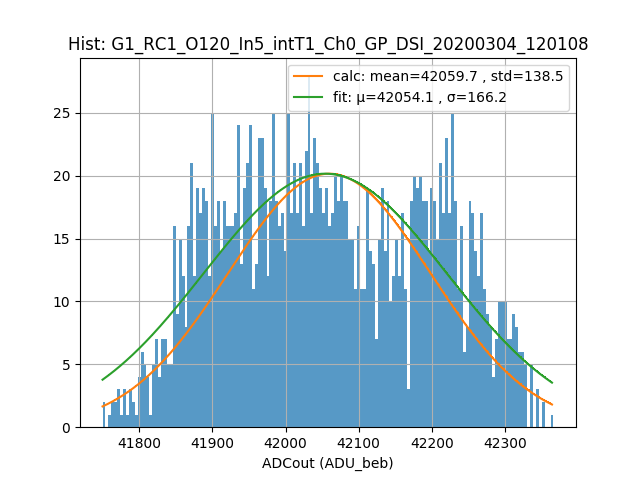 Hist: G1_RC1_O120_In5_intT1_Ch0_GP_DSI_20200304_120108
calc: mean=42059.7 , std=138.5
fit: μ=42054.1 , σ=166.2
25
20
15
10
5
0
41800 41900 42000 42100 42200 42300
ADCout (ADU_beb)